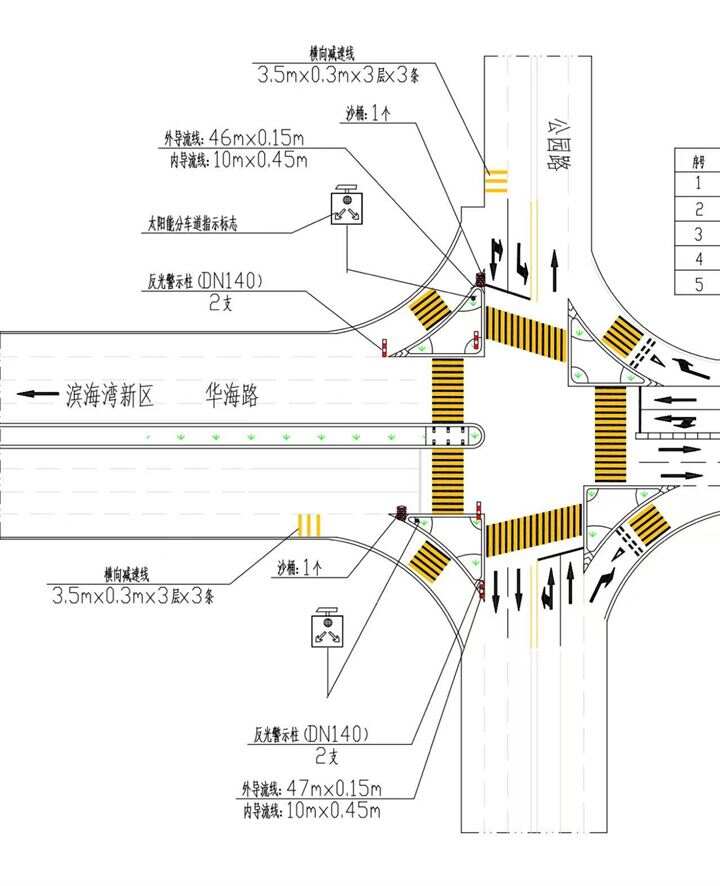 横向减速线
3.5m×0.3m×3层×3条
沙桶:1个
外导流线:46m×0.15m
内导流线:10m×0.45m
公园路
序号
1
2
3
4
5
太阳能分车道指示标志
反光警示柱(DN140)
2支
滨海湾新区
华海路
横向减速线
3.5m×0.3m×3层×3条
沙桶:1个
反光警示柱(DN140)
2支
外导流线:47m×0.15m
内导流线:10m×0.45m